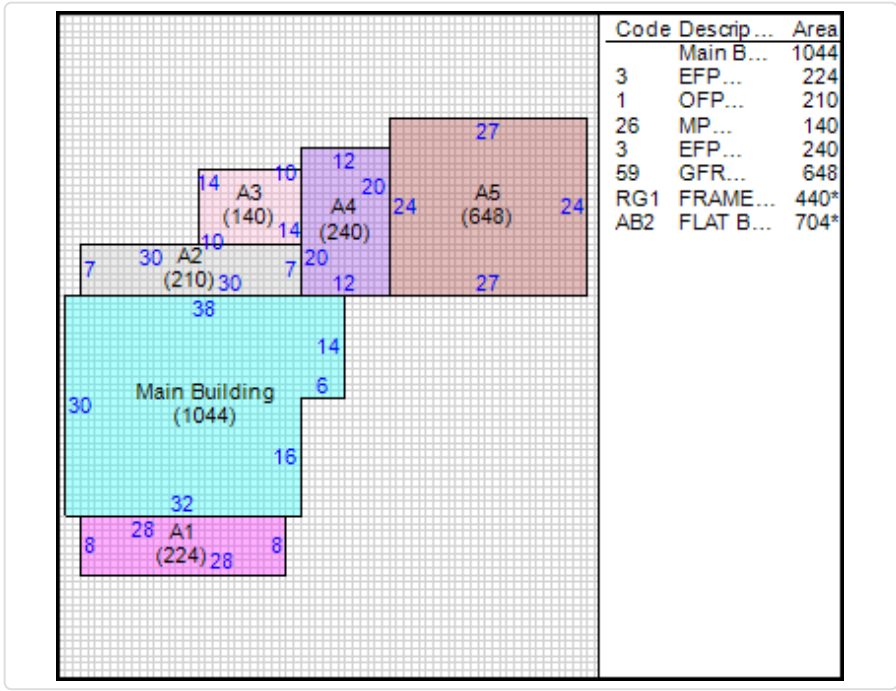 Code Descrip... Area
Main B... 1044
3 EFP... 224
1 OFP... 210
26 MP... 140
3 EFP... 240
59 GFR... 648
RG1 FRAME... 440*
AB2 FLAT B... 704*
27
12
10
14
A3
20
A4
24
A5
24
(140)
(648)
14
(240)
10
30
A2
7
7
20
(210)
30
12
27
38
14
6
Main Building
30
(1044)
16
32
28
A1
8
8
(224)
28